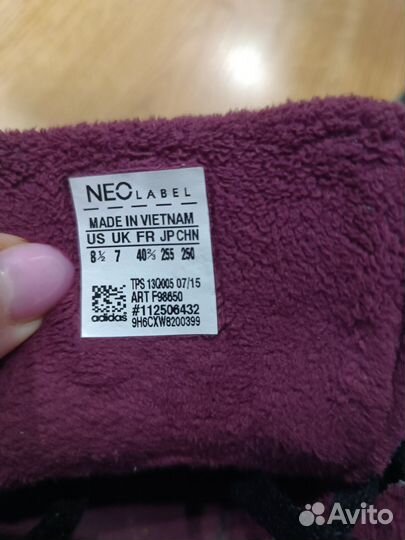 NEO LABEL
MADE IN VIETNAM
US UK FR JP CHN
8½ 7 40⅔ 255 250
TPS 13Q005 07/15
ART F98650
#112506432
9H6CXW8200399
adidas
Avito